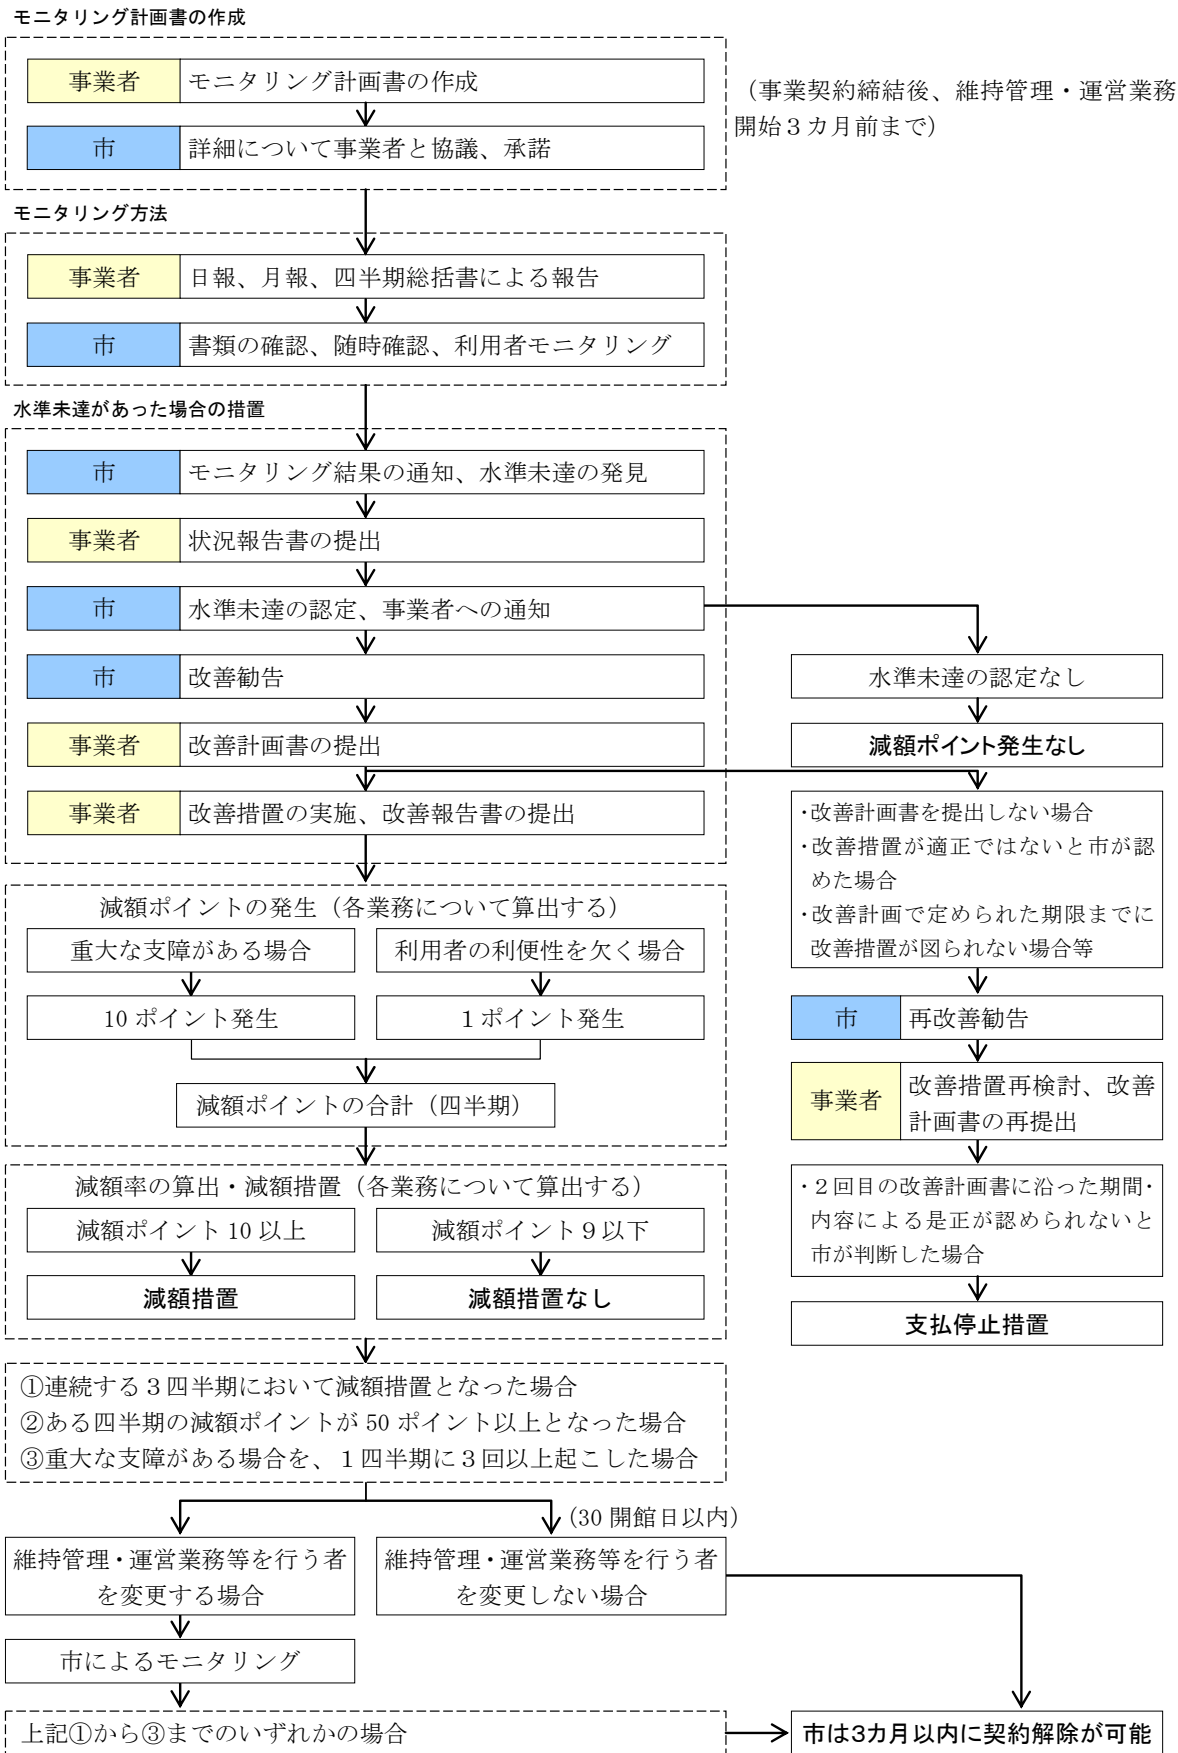 モニタリング計画書の作成
事業者 モニタリング計画書の作成
市 詳細について事業者と協議、承諾
（事業契約締結後、維持管理・運営業務
開始３カ月前まで）
モニタリング方法
事業者 日報、月報、四半期総括書による報告
市 書類の確認、随時確認、利用者モニタリング
水準未達があった場合の措置
市 モニタリング結果の通知、水準未達の発見
事業者 状況報告書の提出
市 水準未達の認定、事業者への通知
市 改善勧告
事業者 改善計画書の提出
事業者 改善措置の実施、改善報告書の提出
水準未達の認定なし
減額ポイント発生なし
・改善計画書を提出しない場合
・改善措置が適正ではないと市が認
めた場合
・改善計画で定められた期限までに
改善措置が図られない場合等
市 再改善勧告
事業者 改善措置再検討、改善
計画書の再提出
・２回目の改善計画書に沿った期間・
内容による是正が認められないと
市が判断した場合
支払停止措置
減額ポイントの発生（各業務について算出する）
重大な支障がある場合 利用者の利便性を欠く場合
10 ポイント発生 １ポイント発生
減額ポイントの合計（四半期）
減額率の算出・減額措置（各業務について算出する）
減額ポイント 10 以上 減額ポイント９以下
減額措置 減額措置なし
①連続する３四半期において減額措置となった場合
②ある四半期の減額ポイントが 50 ポイント以上となった場合
③重大な支障がある場合を、１四半期に３回以上起こした場合
（30 開館日以内）
維持管理・運営業務等を行う者
を変更する場合
維持管理・運営業務等を行う者
を変更しない場合
市によるモニタリング
上記①から③までのいずれかの場合
市は3カ月以内に契約解除が可能